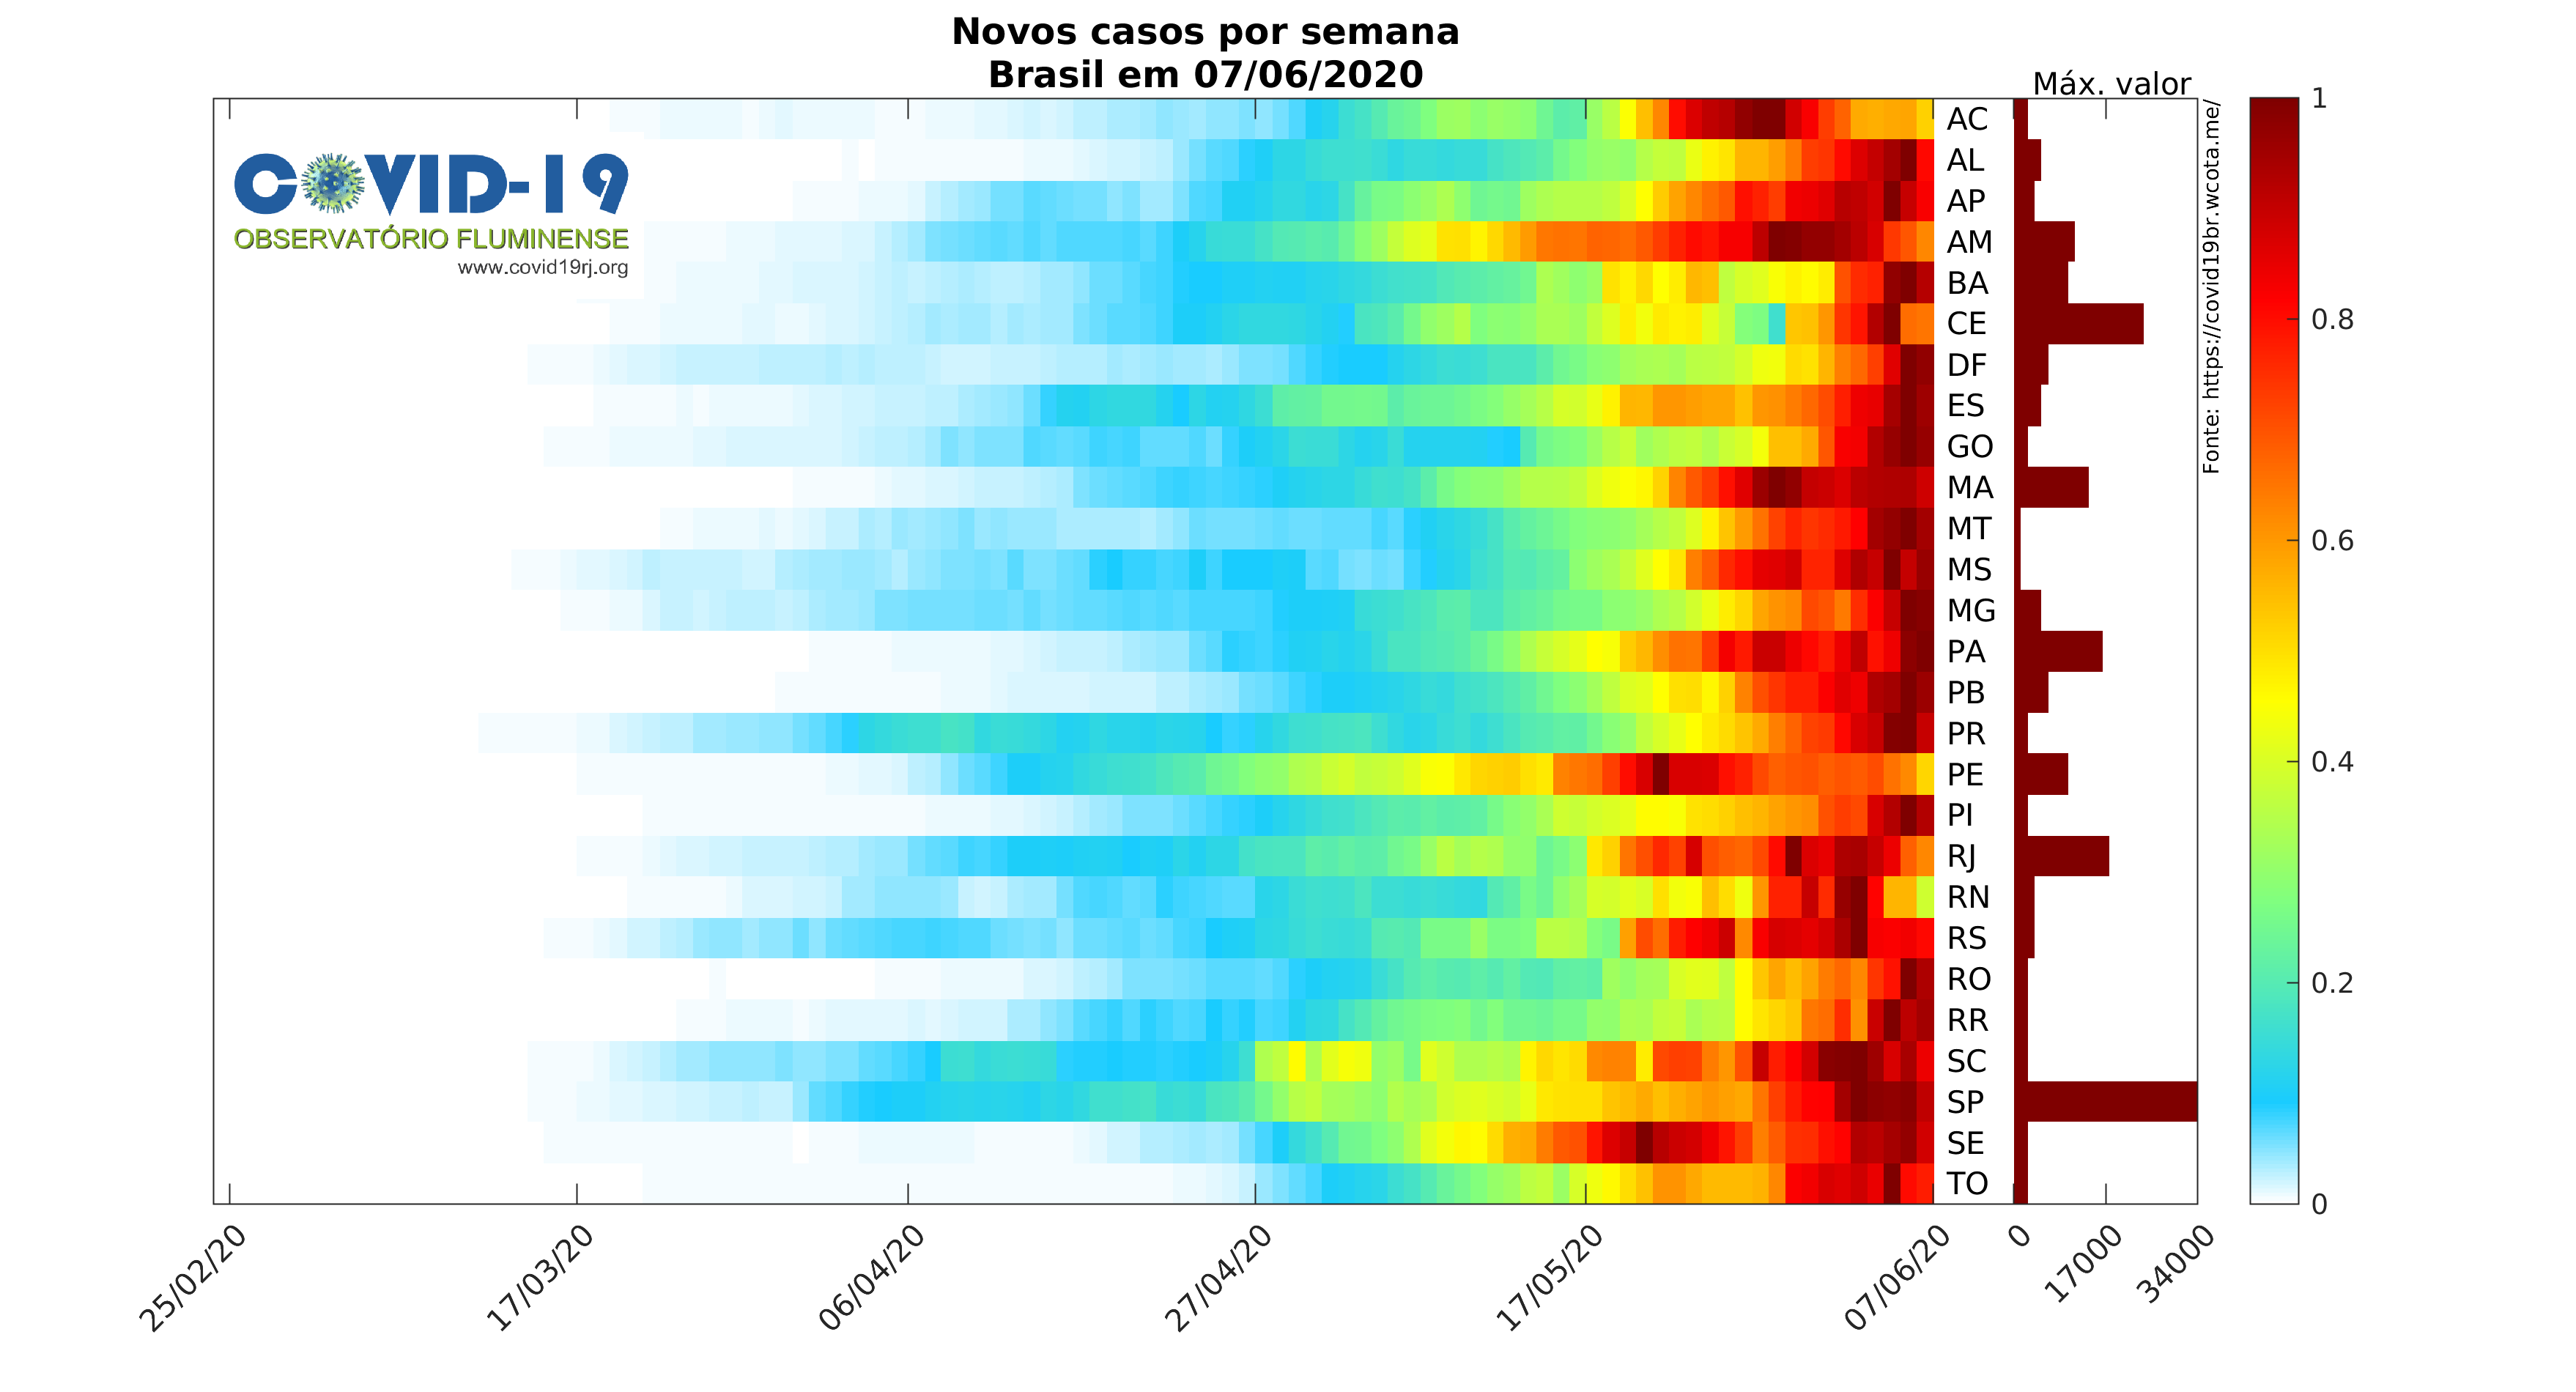 Novos casos por semana
Brasil em 07/06/2020
Máx. valor
COVID-19
OBSERVATÓRIO FLUMINENSE
www.covid19rj.org
AC
AL
AP
AM
BA
CE
DF
ES
GO
MA
MT
MS
MG
PA
PB
PR
PE
PI
RJ
RN
RS
RO
RR
SC
SP
SE
TO
Fonte: https://covid19br.wcota.me/
1
0.8
0.6
0.4
0.2
0
25/02/20
17/03/20
06/04/20
27/04/20
17/05/20
07/06/20
0
17000
34000